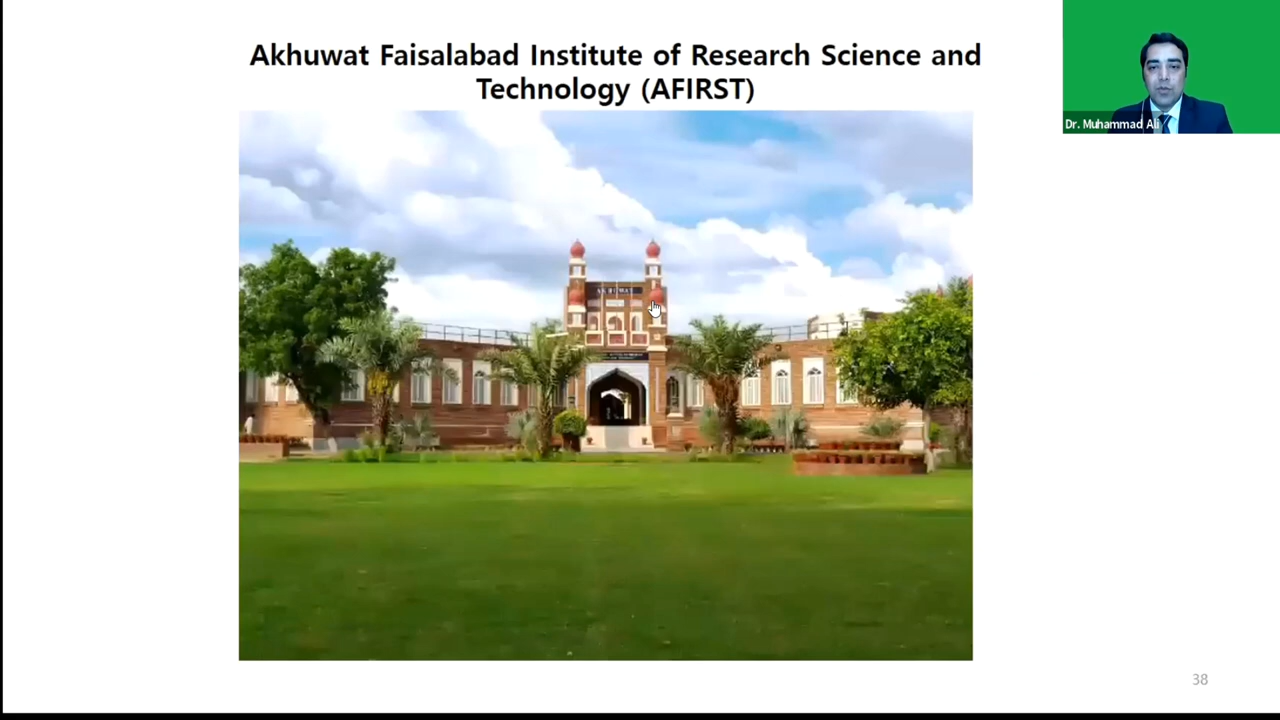 Akhuwat Faisalabad Institute of Research Science and
Technology (AFIRST)
Dr. Muhammad Ali
AKHUWAT
38